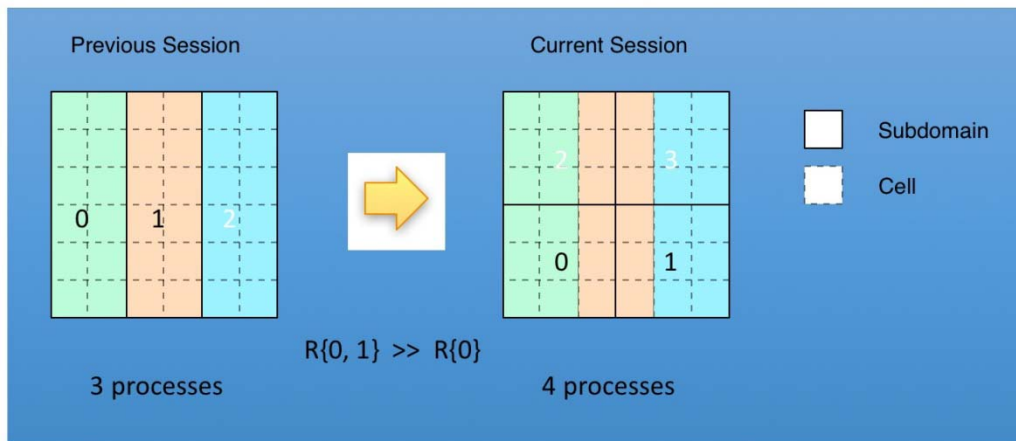 Previous Session
Current Session
0 1 2
2 3
0 1
Subdomain
Cell
R{0, 1} >> R{0}
3 processes
4 processes